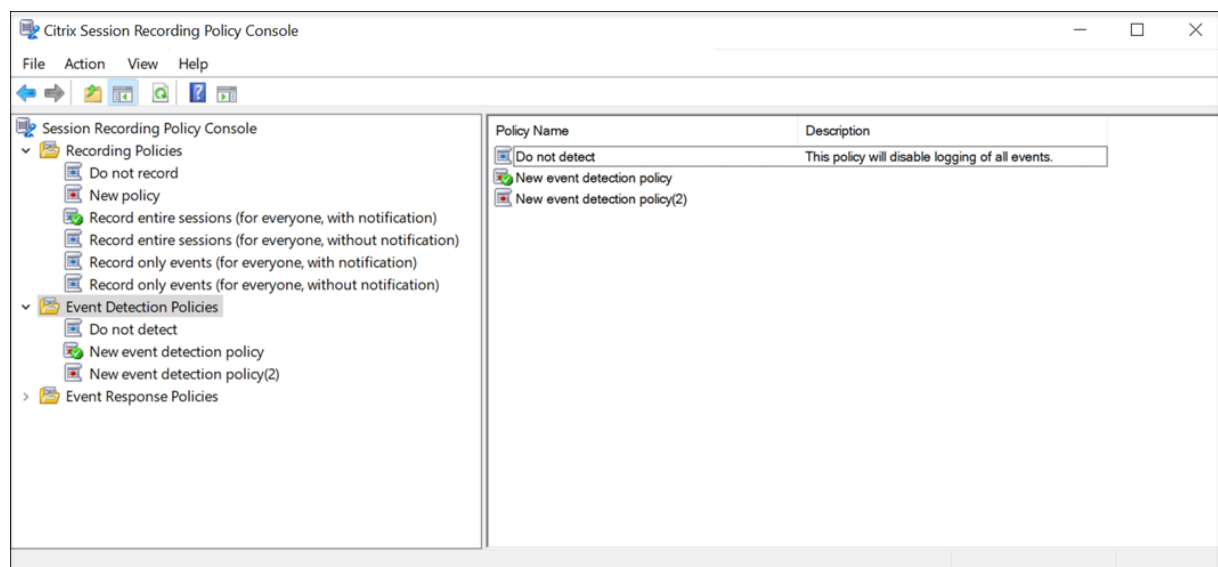 Citrix Session Recording Policy Console
File Action View Help
Session Recording Policy Console
Recording Policies
Do not record
New policy
Record entire sessions (for everyone, with notification)
Record entire sessions (for everyone, without notification)
Record only events (for everyone, with notification)
Record only events (for everyone, without notification)
Event Detection Policies
Do not detect
New event detection policy
New event detection policy(2)
Event Response Policies
Policy Name Description
Do not detect This policy will disable logging of all events.
New event detection policy
New event detection policy(2)